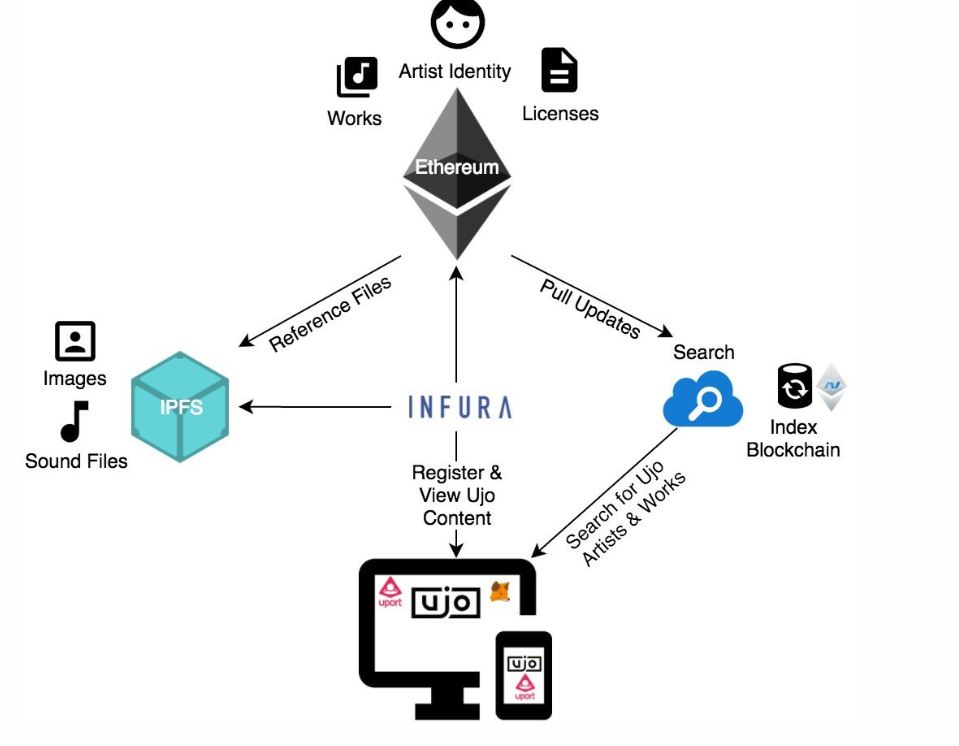 Artist Identity
Works
Licenses
Ethereum
Reference Files
Pull Updates
Search
Images
IPFS
Sound Files
INFURA
Index
Blockchain
Register &
View Ujo
Content
Search for Ujo
Artists & Works
uport
ujo
ujo
uport